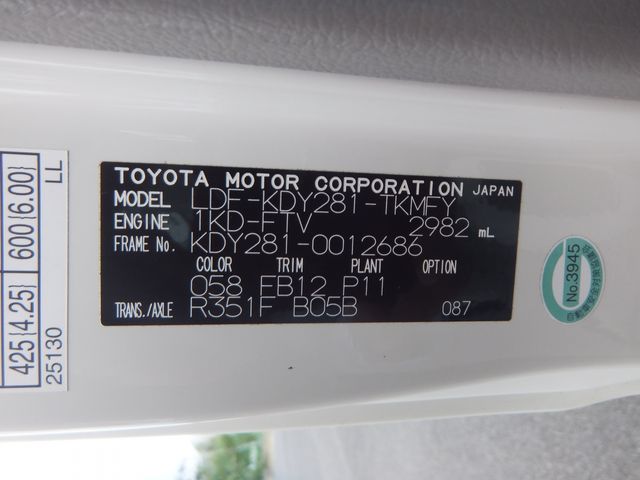 TOYOTA MOTOR CORPORATION JAPAN
MODEL LDF-KDY281-TKMFY
ENGINE 1KD-FTV 2982 mL
FRAME No. KDY281-0012686
COLOR TRIM PLANT OPTION
058 FB12 P11
TRANS./AXLE R351F B05B 087
425{4.25} 600{6.00}
25130 LL
No.3945